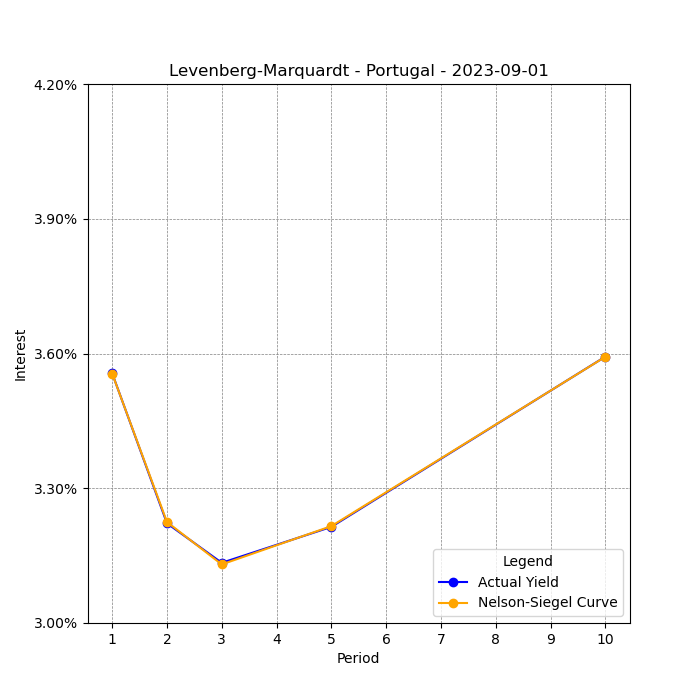 Levenberg-Marquardt - Portugal - 2023-09-01
4.20%
3.90%
3.60%
3.30%
3.00%
Interest
1 2 3 4 5 6 7 8 9 10
Period
Legend
Actual Yield
Nelson-Siegel Curve